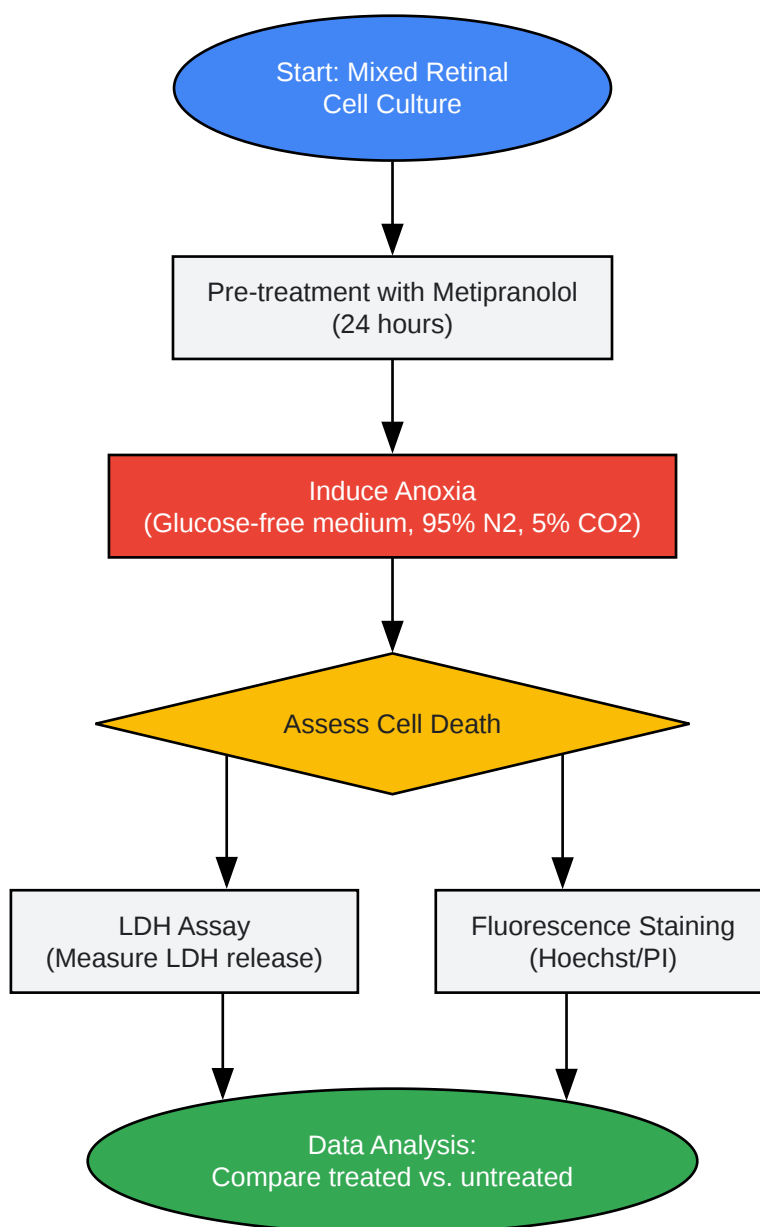 Start: Mixed Retinal
Cell Culture
Pre-treatment with Metipranolol
(24 hours)
Induce Anoxia
(Glucose-free medium, 95% N2, 5% CO2)
Assess Cell Death
LDH Assay
(Measure LDH release)
Fluorescence Staining
(Hoechst/PI)
Data Analysis:
Compare treated vs. untreated